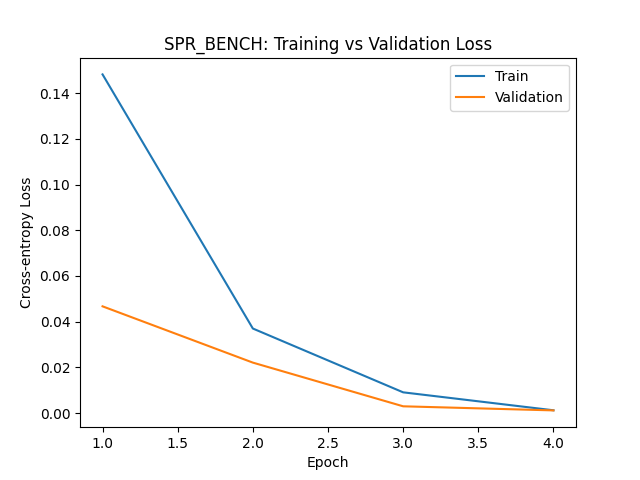 SPR_BENCH: Training vs Validation Loss
Train
Validation
Cross-entropy Loss
0.14
0.12
0.10
0.08
0.06
0.04
0.02
0.00
1.0 1.5 2.0 2.5 3.0 3.5 4.0
Epoch